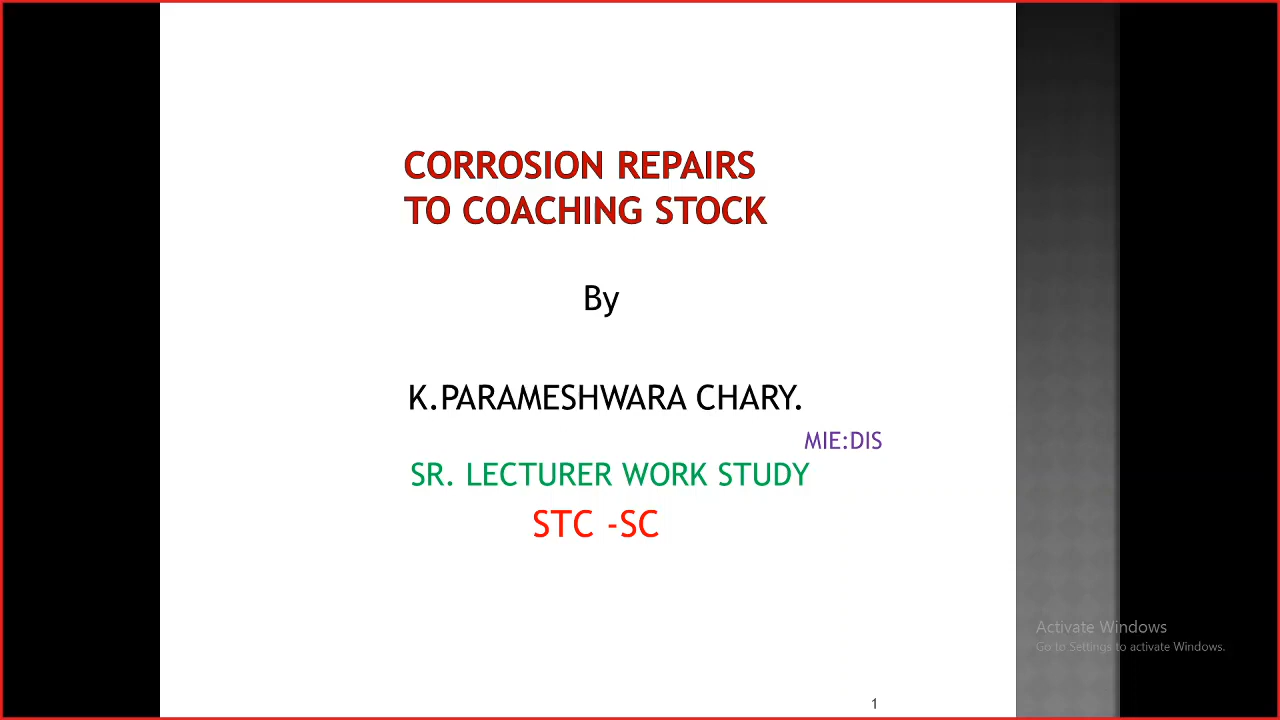 CORROSION REPAIRS
TO COACHING STOCK
By
K.PARAMESHWARA CHARY.
MIE:DIS
SR. LECTURER WORK STUDY
STC -SC
Activate Windows
Go to Settings to activate Windows.
1